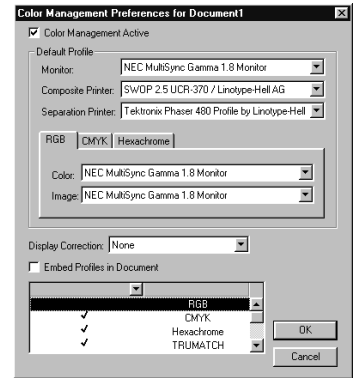 Color Management Preferences for Document1
Color Management Active
Default Profile
Monitor: NEC MultiSync Gamma 1.8 Monitor
Composite Printer: SWOP 2.5 UCR-370 / Linotype-Hell AG
Separation Printer: Tektronix Phaser 480 Profile by Linotype-Hell
RGB CMYK Hexachrome
Color: NEC MultiSync Gamma 1.8 Monitor
Image: NEC MultiSync Gamma 1.8 Monitor
Display Correction: None
Embed Profiles in Document
RGB
CMYK
Hexachrome
TRUMATCH
OK
Cancel